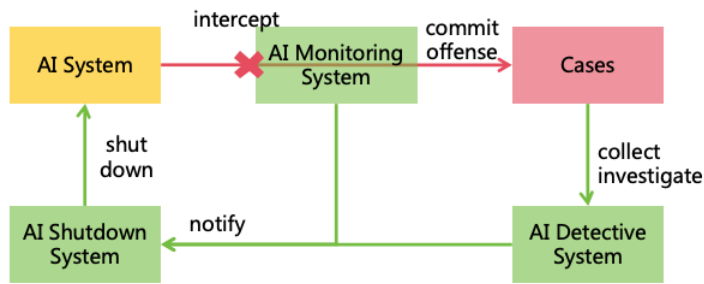 intercept
commit
offense
AI System
AI Monitoring
System
Cases
shut
down
collect
investigate
AI Shutdown
System
notify
AI Detective
System